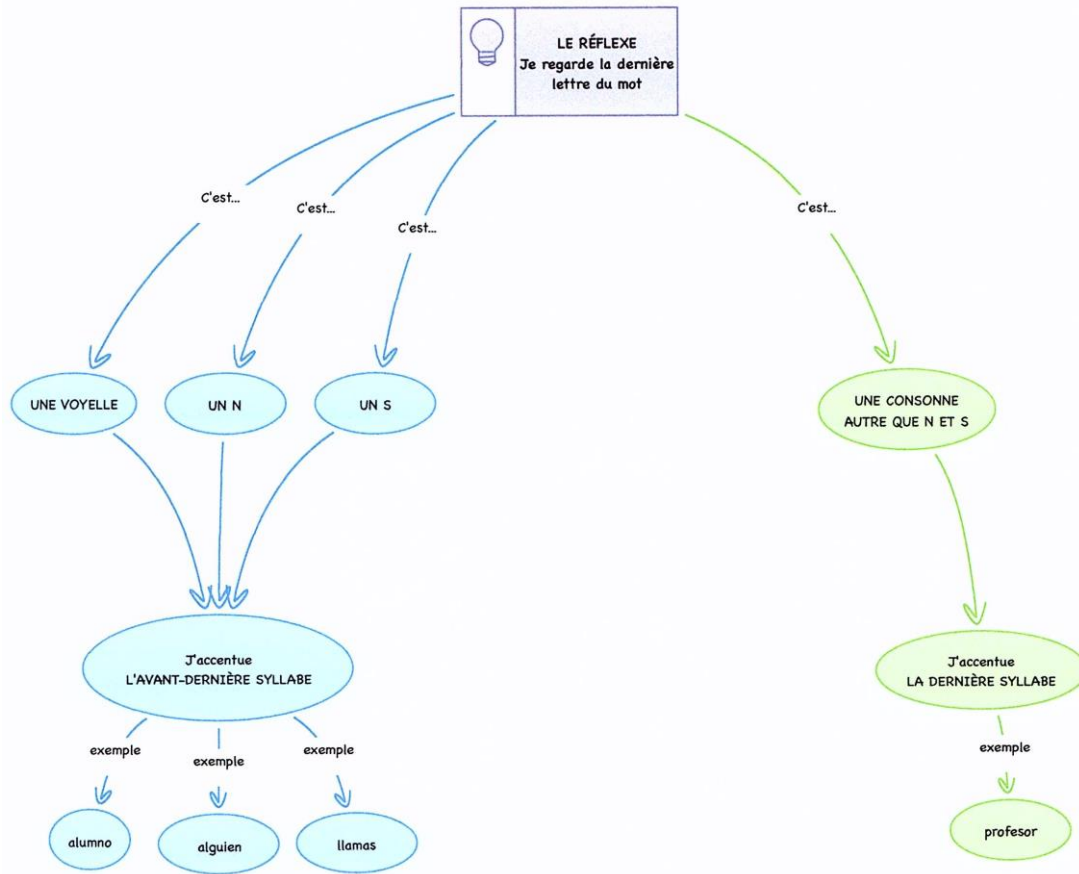 LE RÉFLEXE
Je regarde la dernière
lettre du mot
C'est...
C'est...
C'est...
C'est...
UNE VOYELLE
UN N
UN S
UNE CONSONNE
AUTRE QUE N ET S
J'accentue
L'AVANT-DERNIÈRE SYLLABE
J'accentue
LA DERNIÈRE SYLLABE
exemple
exemple
exemple
exemple
alumno
alguien
llamas
profesor